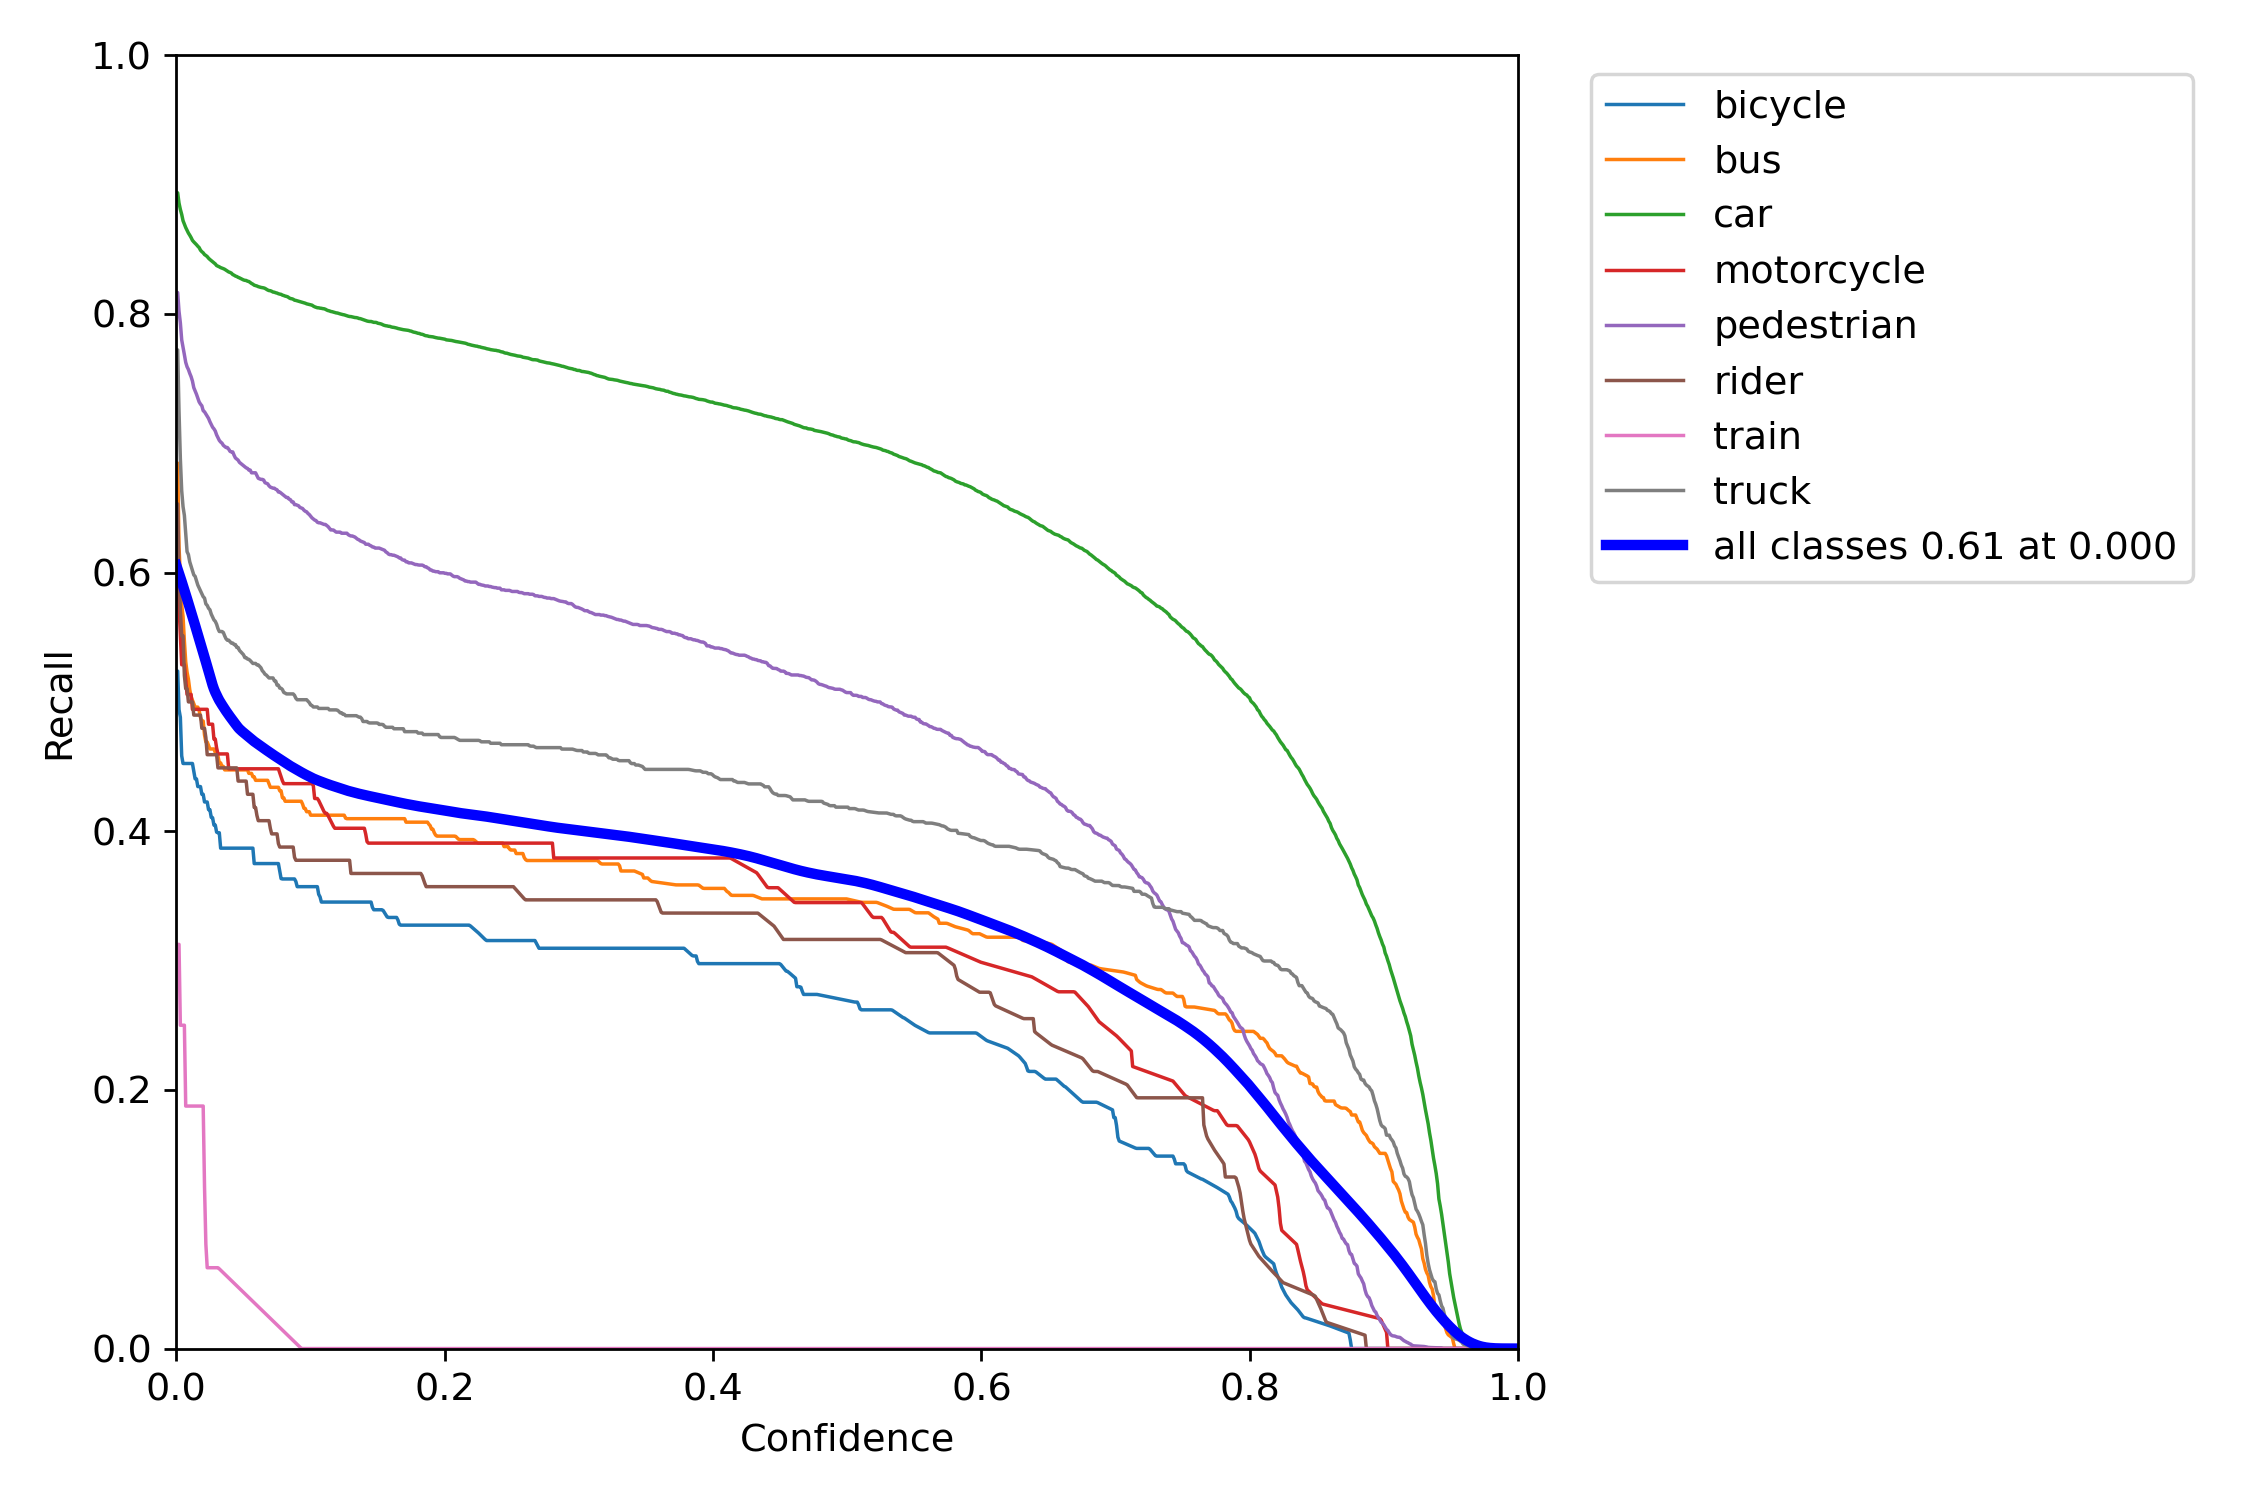 1.0
0.8
0.6
0.4
0.2
0.0
Recall
0.0 0.2 0.4 0.6 0.8 1.0
Confidence
bicycle
bus
car
motorcycle
pedestrian
rider
train
truck
all classes 0.61 at 0.000